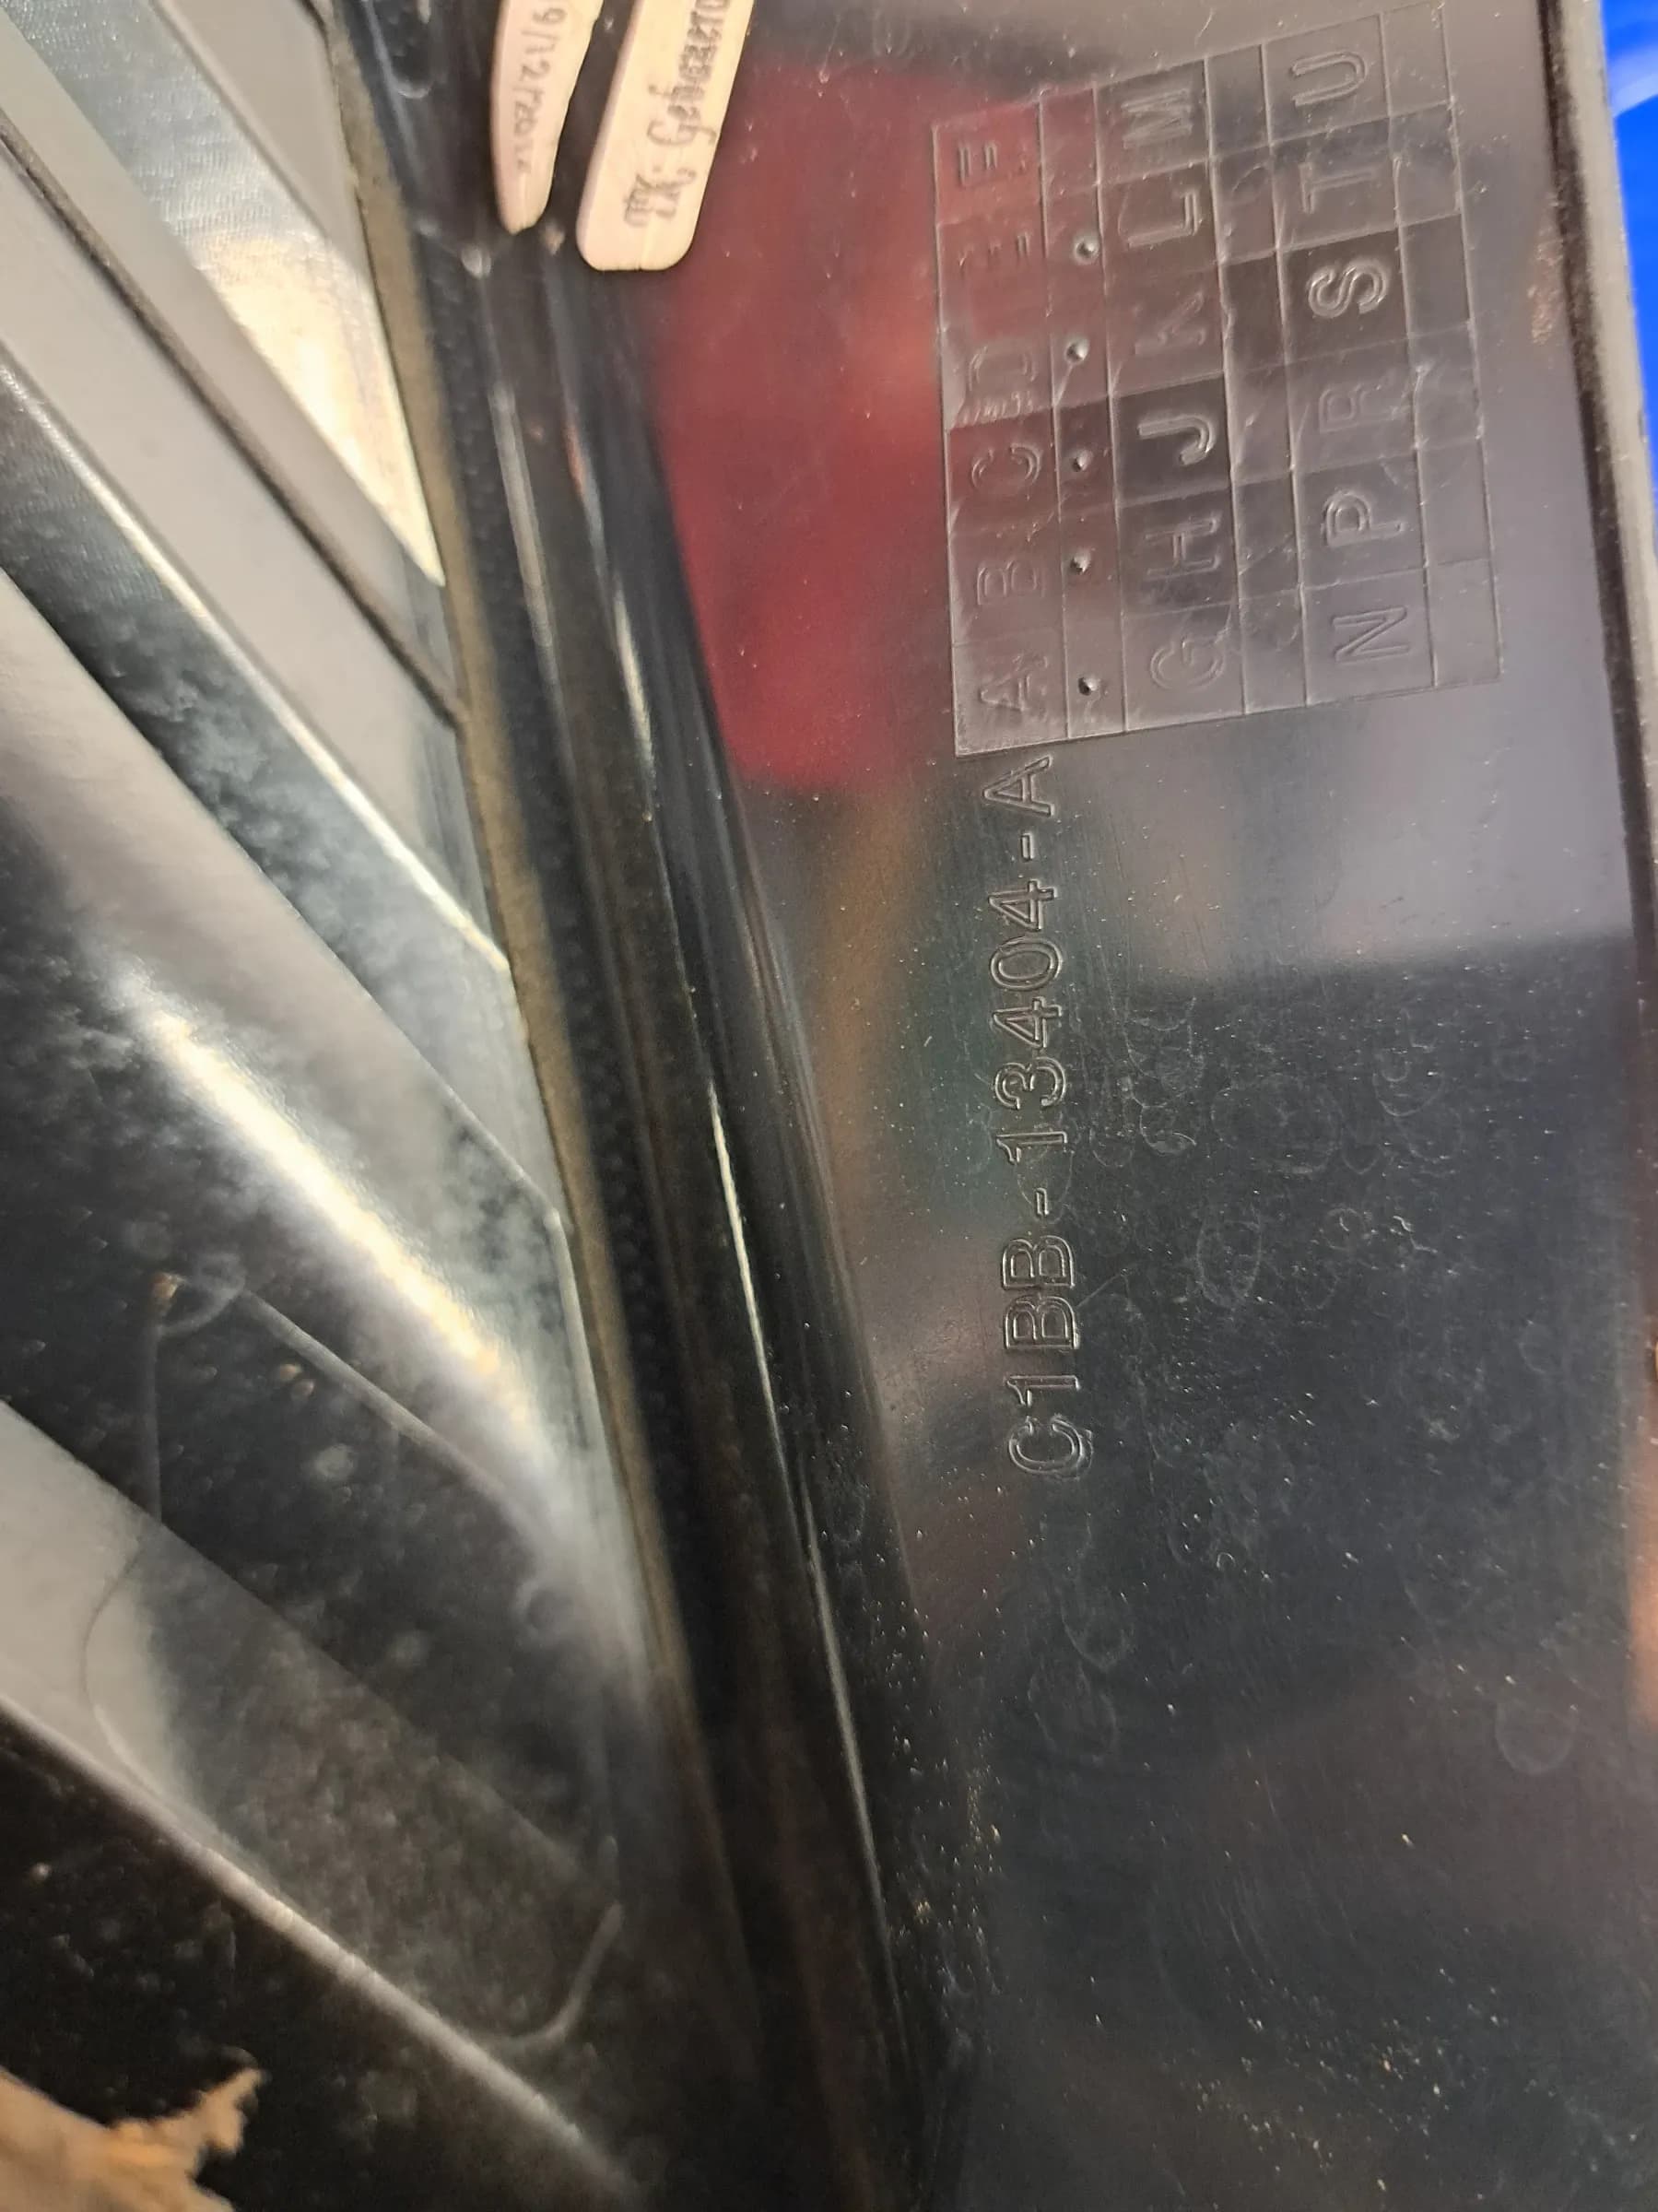 C1BB-13404-A
A B C D E F
G H J K L M
N P R S T U